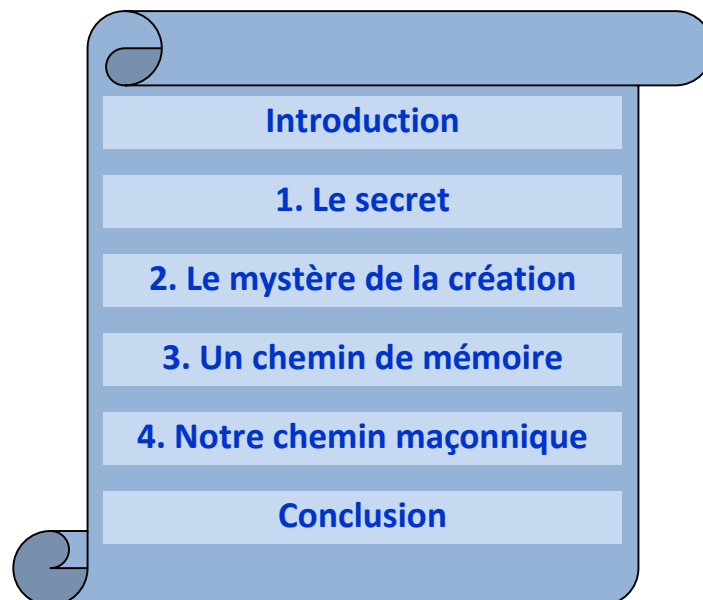 Introduction
1. Le secret
2. Le mystère de la création
3. Un chemin de mémoire
4. Notre chemin maçonnique
Conclusion